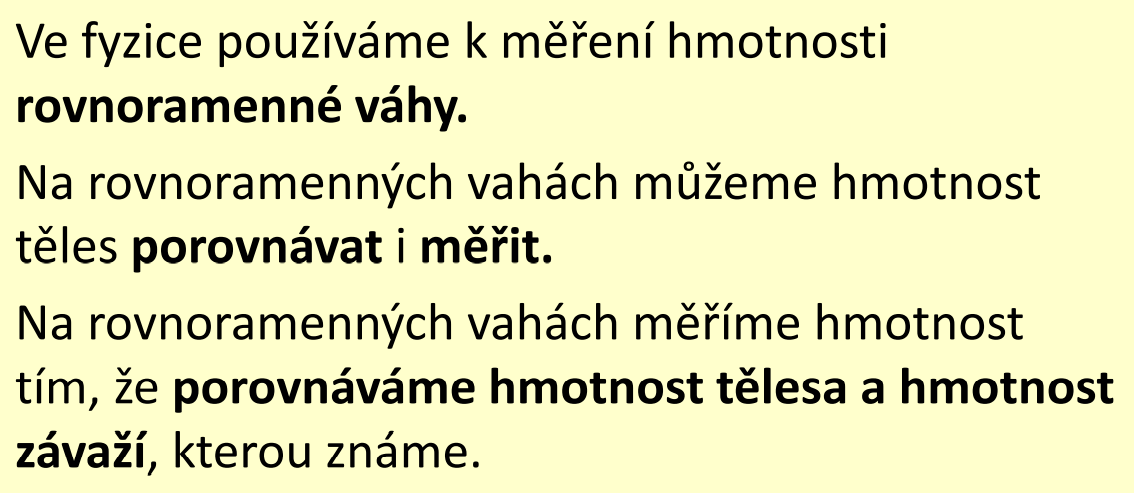 Ve fyzice používáme k měření hmotnosti
rovnoramenné váhy.
Na rovnoramenných vahách můžeme hmotnost
těles porovnávat i měřit.
Na rovnoramenných vahách měříme hmotnost
tím, že porovnáváme hmotnost tělesa a hmotnost
závaží, kterou známe.